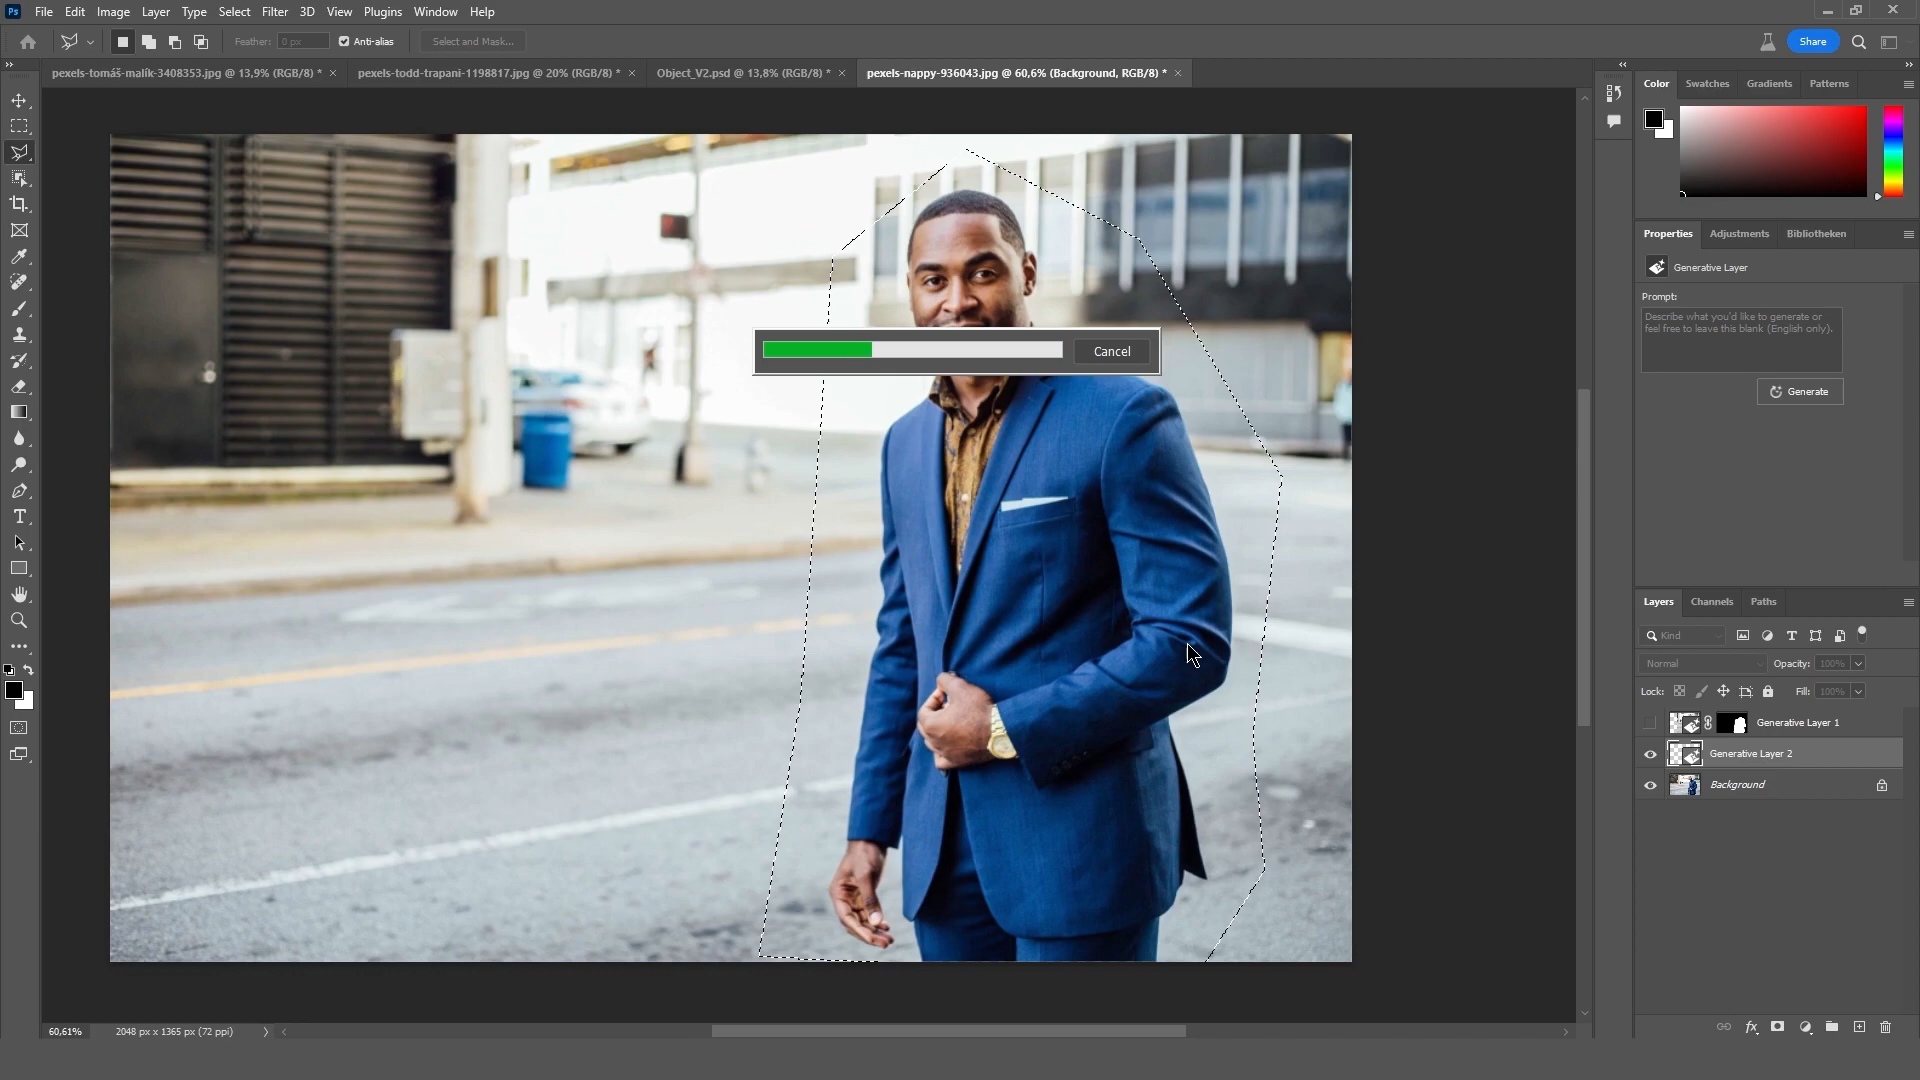 Ps File Edit Image Layer Type Select Filter 3D View Plugins Window Help
Feather: 0 px Anti-alias Select and Mask... Share
pexels-tomáš-malík-3408353.jpg @ 13,9% (RGB/8) * pexels-todd-trapani-1198817.jpg @ 20% (RGB/8) * Object_V2.psd @ 13,8% (RGB/8) * pexels-nappy-936043.jpg @ 60,6% (Background, RGB/8) *
Color Swatches Gradients Patterns
Properties Adjustments Bibliotheken
Generative Layer
Prompt:
Describe what you'd like to generate or
feel free to leave this blank (English only).
Generate
Cancel
Layers Channels Paths
Kind
Normal Opacity: 100%
Lock: Fill: 100%
Generative Layer 1
Generative Layer 2
Background
60,61% 2048 px x 1365 px (72 ppi)